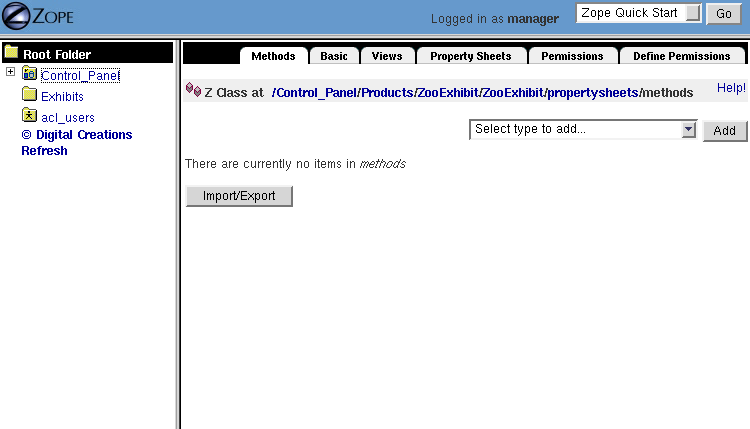 ZOPE
Logged in as manager
Zope Quick Start
Go
Root Folder
Control_Panel
Exhibits
acl_users
© Digital Creations
Refresh
Methods Basic Views Property Sheets Permissions Define Permissions
Z Class at /Control_Panel/Products/ZooExhibit/ZooExhibit/propertysheets/methods
Help!
Select type to add... Add
There are currently no items in methods
Import/Export